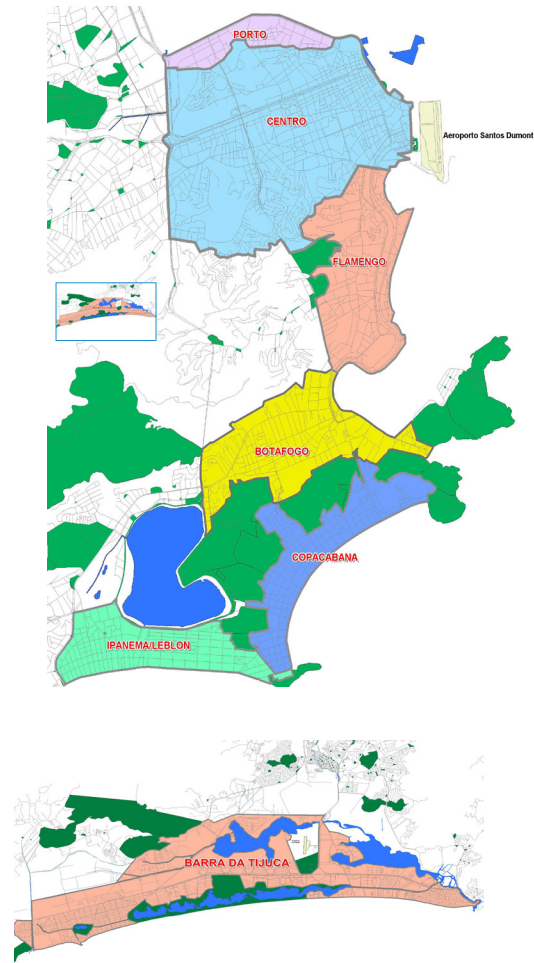 PORTO
CENTRO
Aeroporto Santos Dumont
FLAMENGO
BOTAFOGO
COPACABANA
IPANEMA/LEBLON
BARRA DA TIJUCA